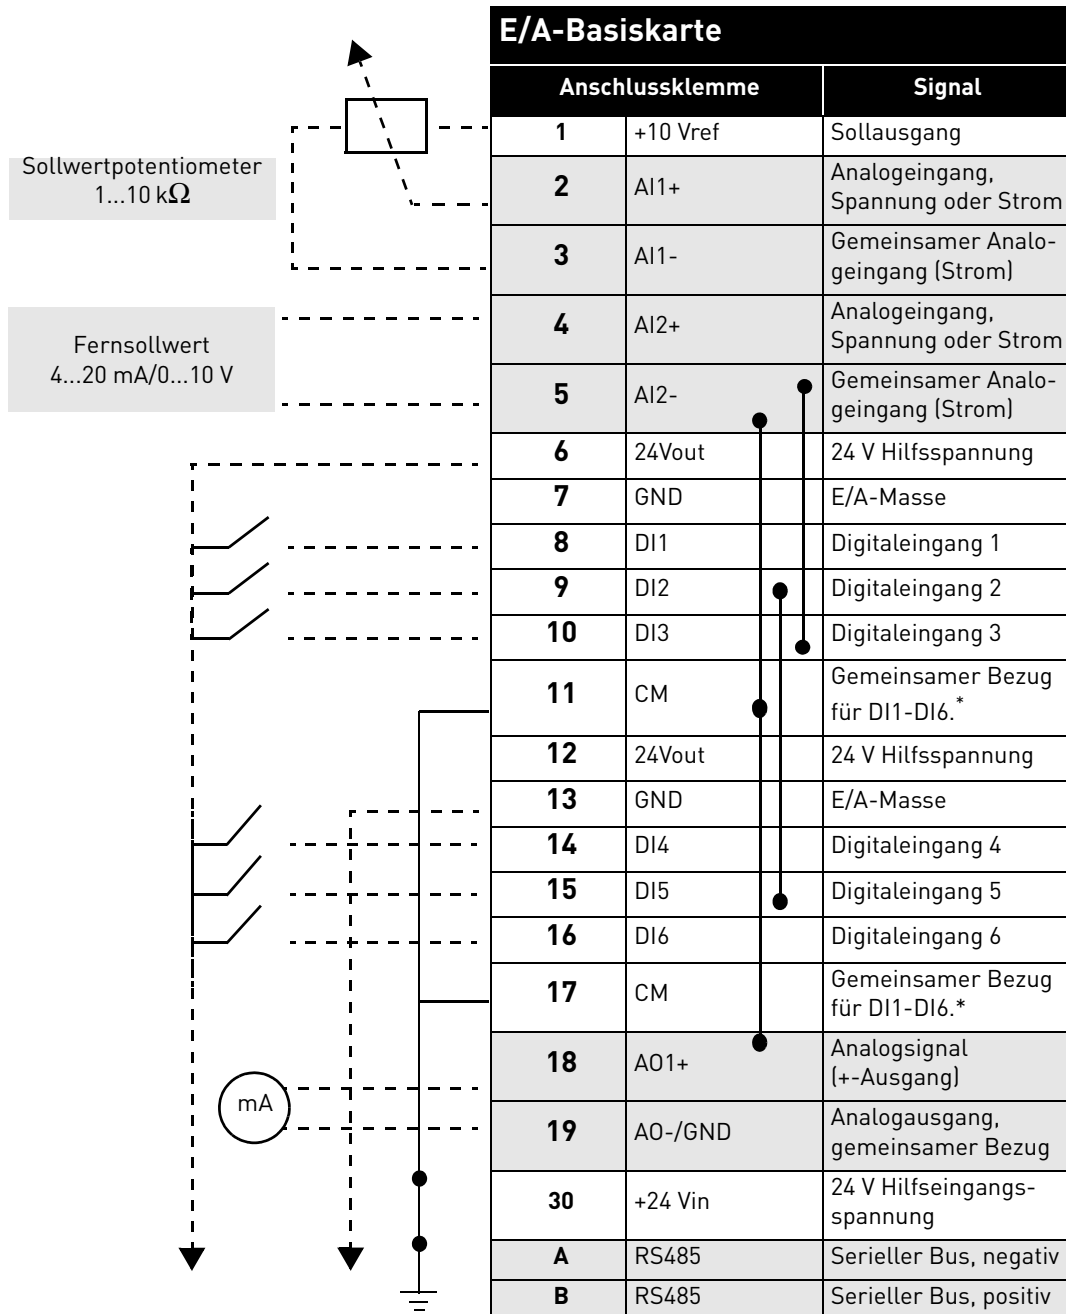 E/A-Basiskarte
Anschlussklemme Signal
1 +10 Vref Sollausgang
Sollwertpotentiometer
1...10 kΩ
2 AI1+ Analogeingang,
Spannung oder Strom
3 AI1- Gemeinsamer Analo-
geingang (Strom)
Fernsollwert
4...20 mA/0...10 V
4 AI2+ Analogeingang,
Spannung oder Strom
5 AI2- Gemeinsamer Analo-
geingang (Strom)
6 24Vout 24 V Hilfsspannung
7 GND E/A-Masse
8 DI1 Digitaleingang 1
9 DI2 Digitaleingang 2
10 DI3 Digitaleingang 3
11 CM Gemeinsamer Bezug
für DI1-DI6.*
12 24Vout 24 V Hilfsspannung
13 GND E/A-Masse
14 DI4 Digitaleingang 4
15 DI5 Digitaleingang 5
16 DI6 Digitaleingang 6
17 CM Gemeinsamer Bezug
für DI1-DI6.*
18 AO1+ Analogsignal
(+-Ausgang)
mA
19 AO-/GND Analogausgang,
gemeinsamer Bezug
30 +24 Vin 24 V Hilfseingangs-
spannung
A RS485 Serieller Bus, negativ
B RS485 Serieller Bus, positiv